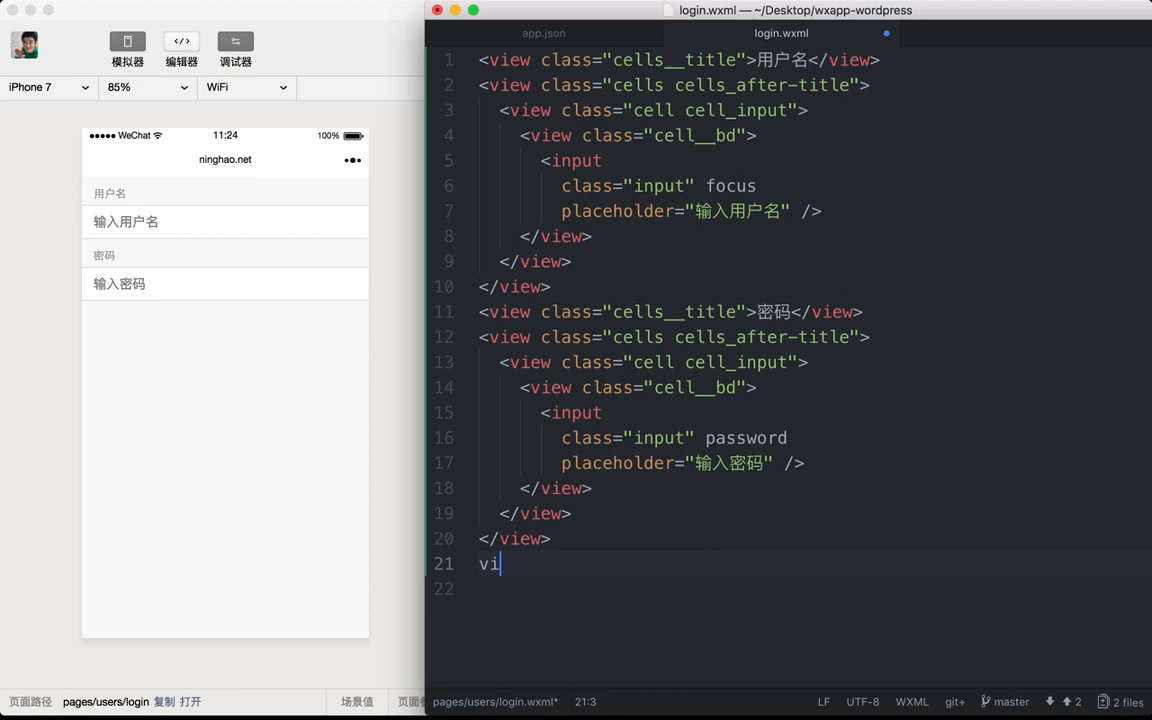 login.wxml — ~/Desktop/wxapp-wordpress
模拟器
编辑器
调试器
iPhone 7
85%
WiFi
WeChat
11:24
100%
ninghao.net
用户名
输入用户名
密码
输入密码
页面路径 pages/users/login 复制 打开
场景值
app.json
login.wxml
1 <view class="cells__title">用户名</view>
2 <view class="cells cells_after-title">
3 <view class="cell cell_input">
4 <view class="cell__bd">
5 <input
6 class="input" focus
7 placeholder="输入用户名" />
8 </view>
9 </view>
10 </view>
11 <view class="cells__title">密码</view>
12 <view class="cells cells_after-title">
13 <view class="cell cell_input">
14 <view class="cell__bd">
15 <input
16 class="input" password
17 placeholder="输入密码" />
18 </view>
19 </view>
20 </view>
21 vi
22
pages/users/login.wxml* 21:3
LF UTF-8 WXML git+ master 2 2 files